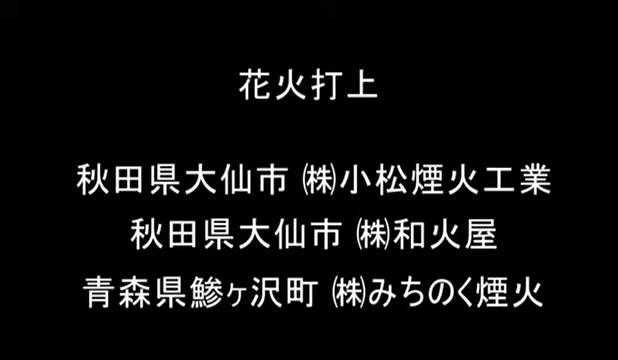 花火打上
秋田県大仙市 ㈱小松煙火工業
秋田県大仙市 ㈱和火屋
青森県鯵ヶ沢町 ㈱みちのく煙火